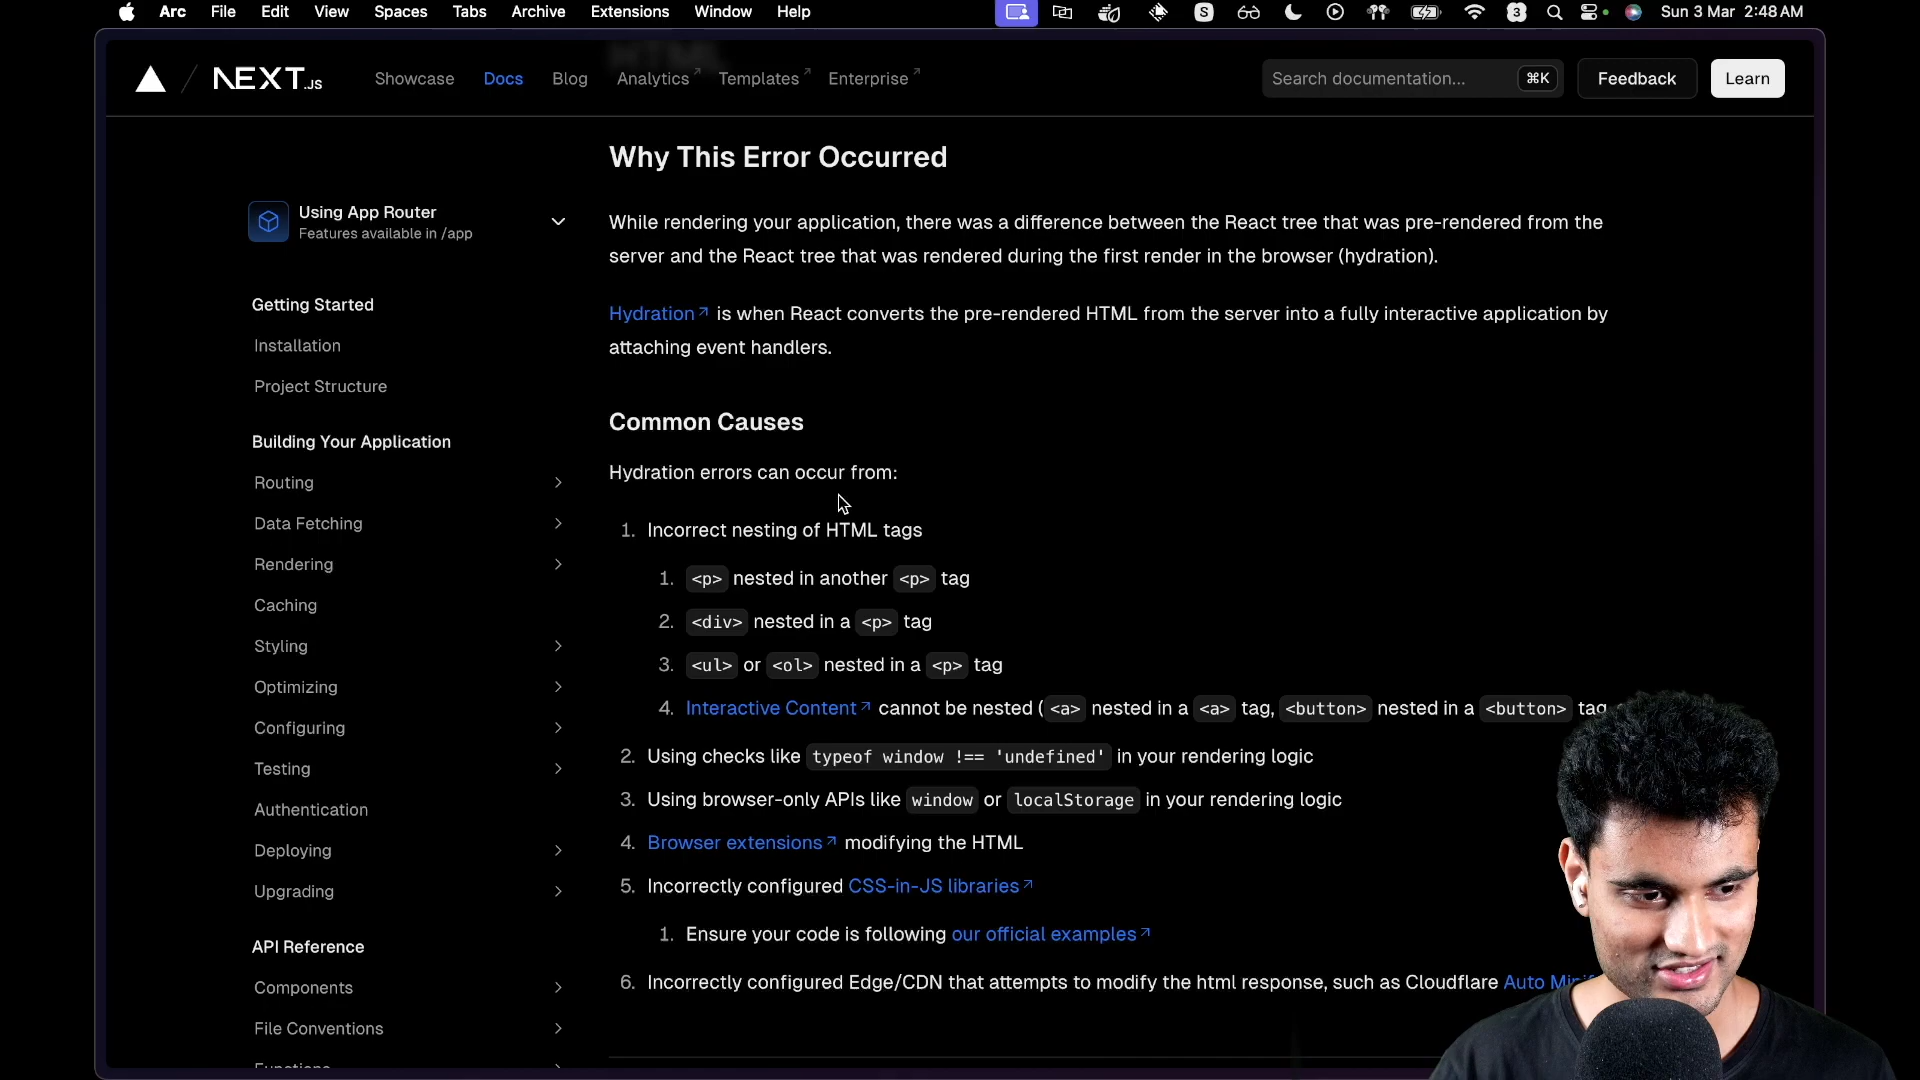 Arc File Edit View Spaces Tabs Archive Extensions Window Help S 3 Sun 3 Mar 2:48 AM
NEXT.JS Showcase Docs Blog Analytics Templates Enterprise Search documentation... ⌘K Feedback Learn
Using App Router
Features available in /app
Getting Started
Installation
Project Structure
Building Your Application
Routing
Data Fetching
Rendering
Caching
Styling
Optimizing
Configuring
Testing
Authentication
Deploying
Upgrading
API Reference
Components
File Conventions
HTML
Why This Error Occurred
While rendering your application, there was a difference between the React tree that was pre-rendered from the
server and the React tree that was rendered during the first render in the browser (hydration).
Hydration is when React converts the pre-rendered HTML from the server into a fully interactive application by
attaching event handlers.
Common Causes
Hydration errors can occur from:
1. Incorrect nesting of HTML tags
1. <p> nested in another <p> tag
2. <div> nested in a <p> tag
3. <ul> or <ol> nested in a <p> tag
4. Interactive Content cannot be nested (<a> nested in a <a> tag, <button> nested in a <button> tag
2. Using checks like typeof window !== 'undefined' in your rendering logic
3. Using browser-only APIs like window or localStorage in your rendering logic
4. Browser extensions modifying the HTML
5. Incorrectly configured CSS-in-JS libraries
1. Ensure your code is following our official examples
6. Incorrectly configured Edge/CDN that attempts to modify the html response, such as Cloudflare Auto